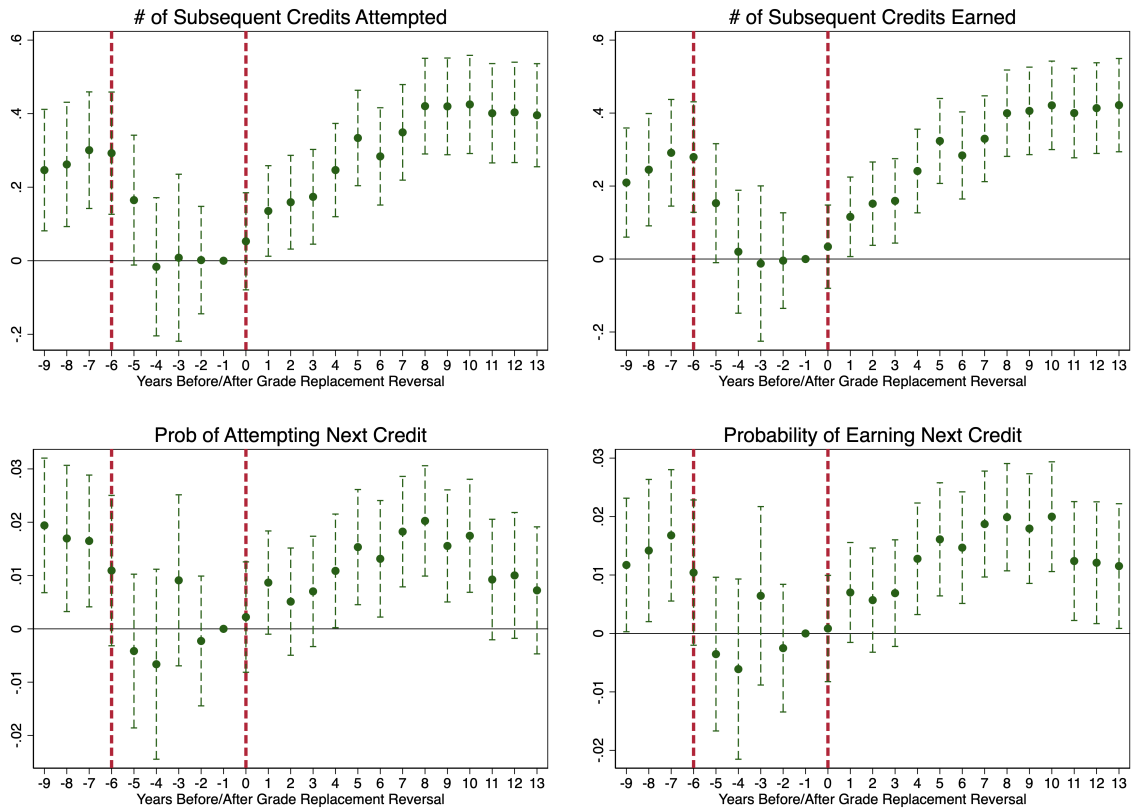 # of Subsequent Credits Attempted
.6
.4
.2
0
-.2
-9 -8 -7 -6 -5 -4 -3 -2 -1 0 1 2 3 4 5 6 7 8 9 10 11 12 13
Years Before/After Grade Replacement Reversal
# of Subsequent Credits Earned
.6
.4
.2
0
-.2
-9 -8 -7 -6 -5 -4 -3 -2 -1 0 1 2 3 4 5 6 7 8 9 10 11 12 13
Years Before/After Grade Replacement Reversal
Prob of Attempting Next Credit
.03
.02
.01
0
-.01
-.02
-9 -8 -7 -6 -5 -4 -3 -2 -1 0 1 2 3 4 5 6 7 8 9 10 11 12 13
Years Before/After Grade Replacement Reversal
Probability of Earning Next Credit
.03
.02
.01
0
-.01
-.02
-9 -8 -7 -6 -5 -4 -3 -2 -1 0 1 2 3 4 5 6 7 8 9 10 11 12 13
Years Before/After Grade Replacement Reversal